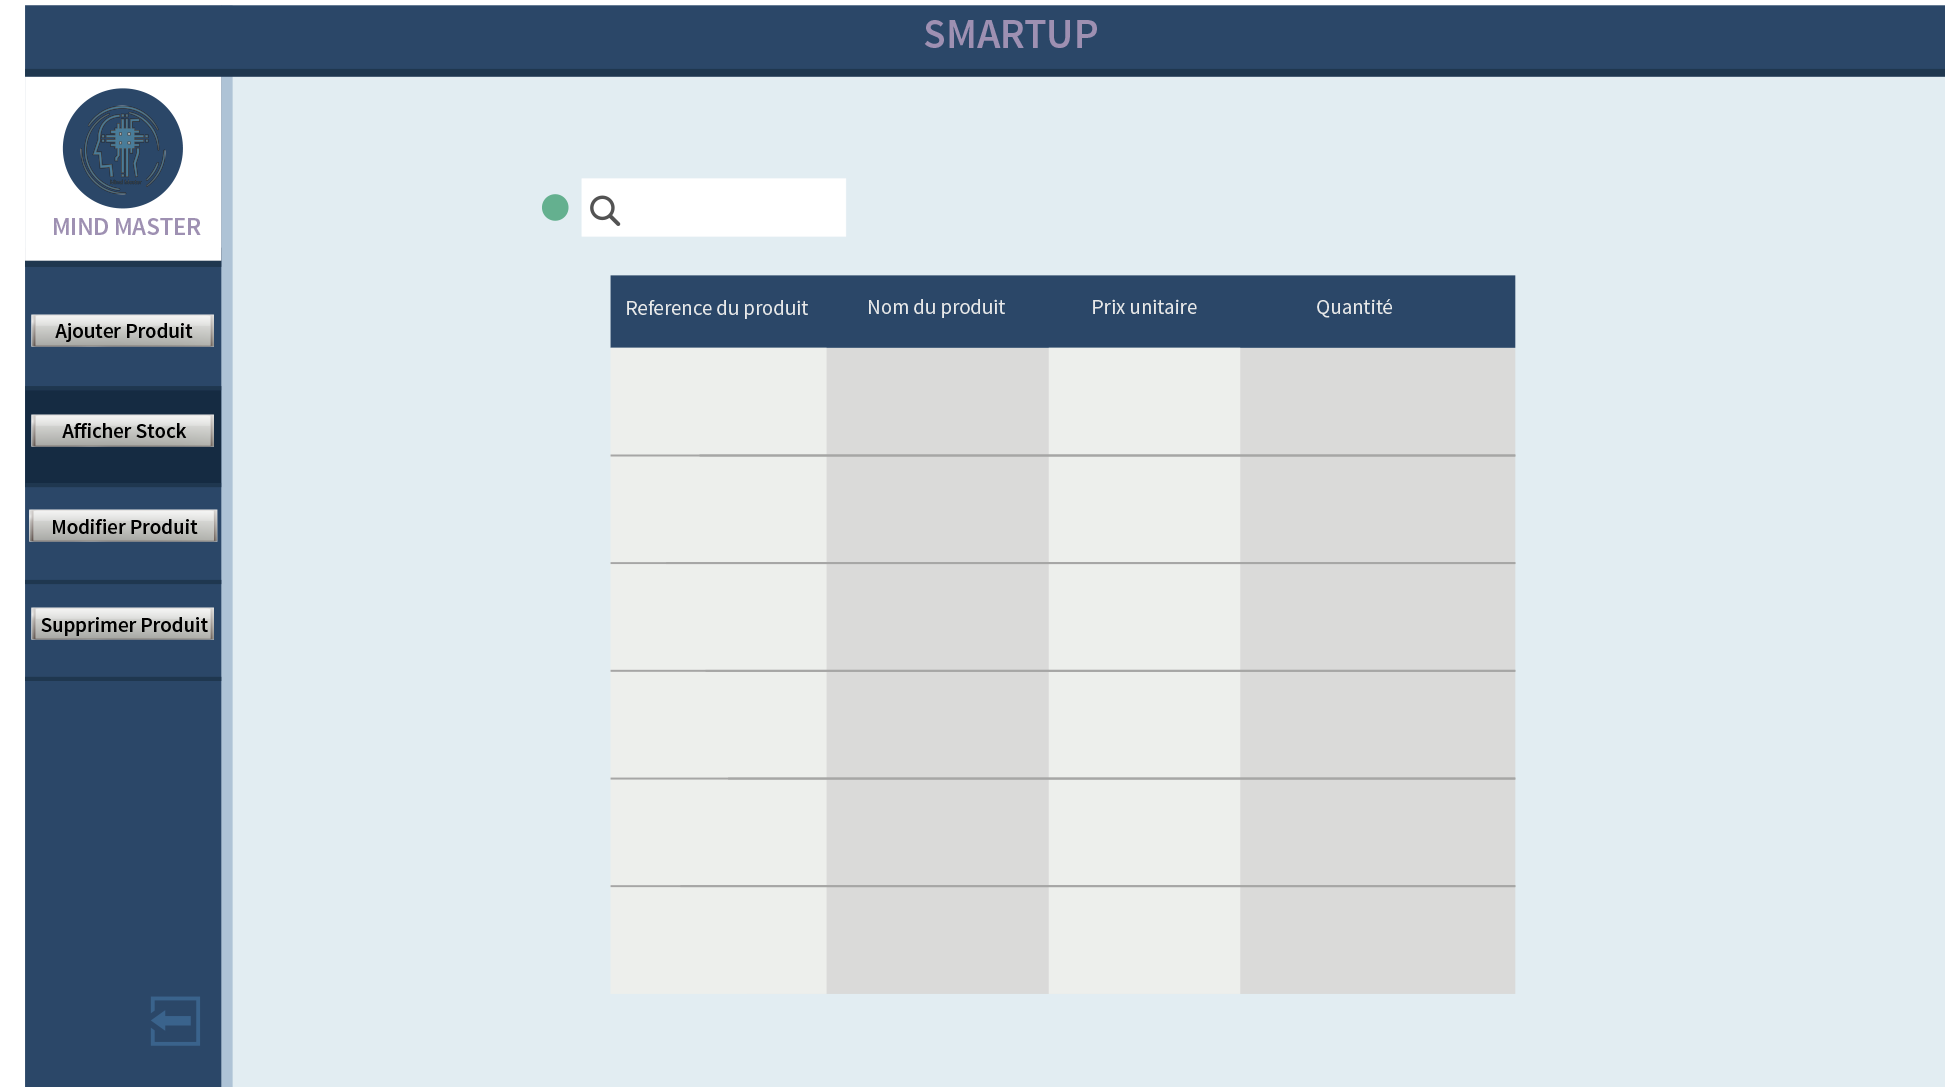 SMARTUP
MIND MASTER
Ajouter Produit
Afficher Stock
Modifier Produit
Supprimer Produit
Reference du produit Nom du produit Prix unitaire Quantité